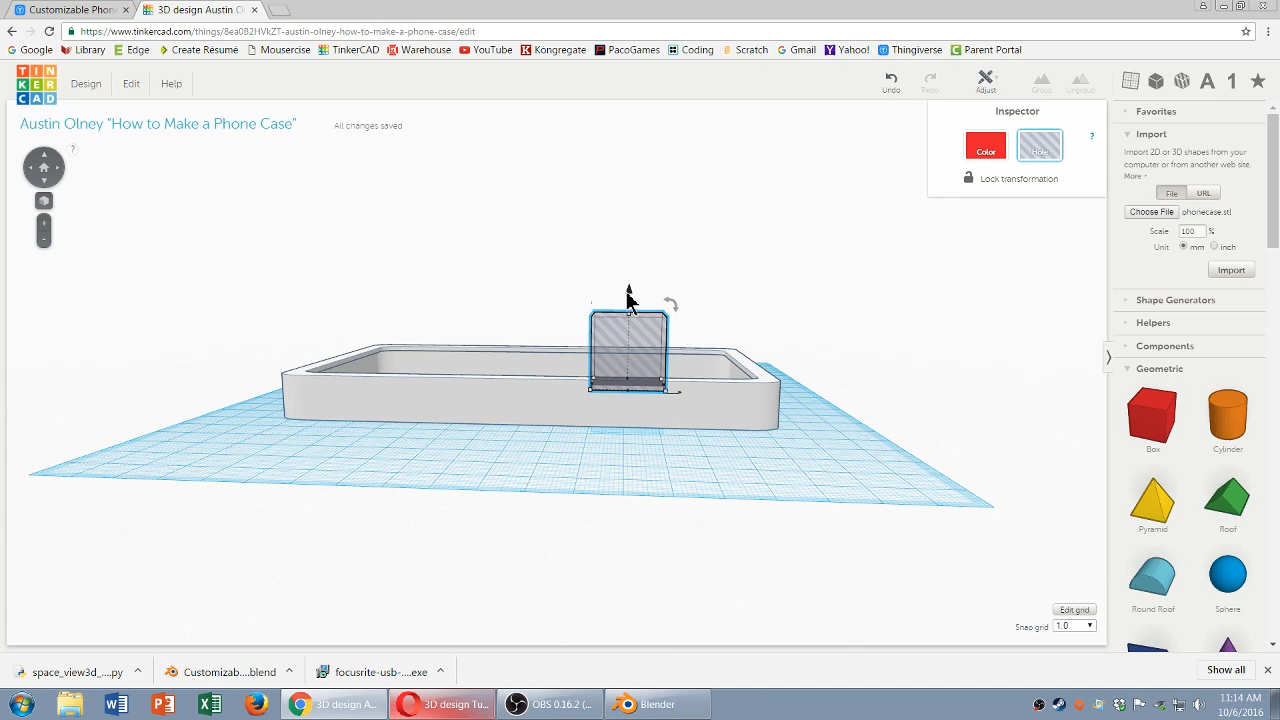 Customizable Phon
3D design Austin Ol
https://www.tinkercad.com/things/8ea0B2HVkZT-austin-olney-how-to-make-a-phone-case/edit
Google Library Edge Create Résumé Mousercise TinkerCAD Warehouse YouTube Kongregate PacoGames Coding Scratch Gmail Yahoo! Thingiverse Parent Portal
TIN
KER
CAD
Design Edit Help
Undo Redo Adjust Group Ungroup
Austin Olney "How to Make a Phone Case"
All changes saved
Inspector
Color
Hole
?
Lock transformation
?
Favorites
Import
Import 2D or 3D shapes from your
computer or from another web site.
More
File URL
Choose File phonecase.stl
Scale 100 %
Unit mm inch
Import
Shape Generators
Helpers
Components
Geometric
Box Cylinder
Pyramid Roof
Round Roof Sphere
Edit grid
Snap grid 1.0
space_view3d_....py
Customizab....blend
focusrite-usb-....exe
Show all
3D design A...
3D design Tu...
OBS 0.16.2 (...
Blender
11:14 AM
10/6/2016